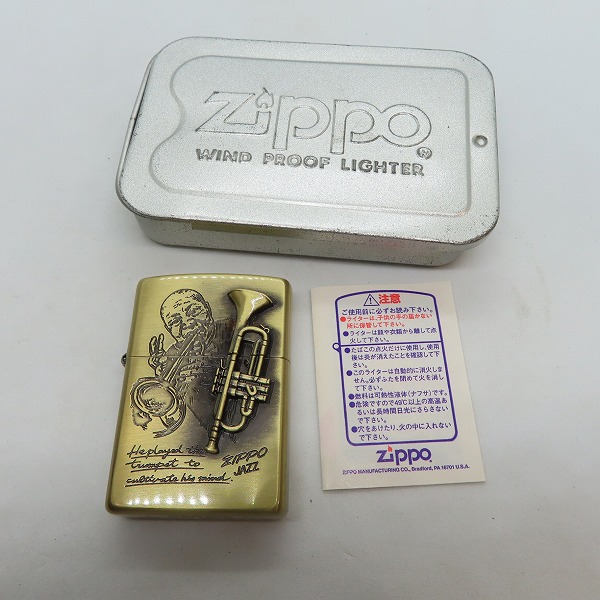 Zippo®
WIND PROOF LIGHTER
He played the
trumpet to
cultivate his mind.
ZIPPO
JAZZ
注意
ご使用前に必ずお読み下さい。
●ライターは、子供の手の届かない
所に保管して下さい。
●ライターは顔や衣服から離して点
火して下さい。
●たばこの点火だけに使用し、使用
後は炎が消えたことを確認して下
さい。
●このライターは自動的に消火しま
せん。必ずふたを閉めて火を消し
て下さい。
●燃料は可熱性液体(ナフサ)です。
●危険ですので49℃以上の高温あ
るいは長時間日光にさらさない
で下さい。
●穴をあけたり、火の中に入れない
で下さい。
Zippo®
ZIPPO MANUFACTURING CO., Bradford, PA 16701 U.S.A.